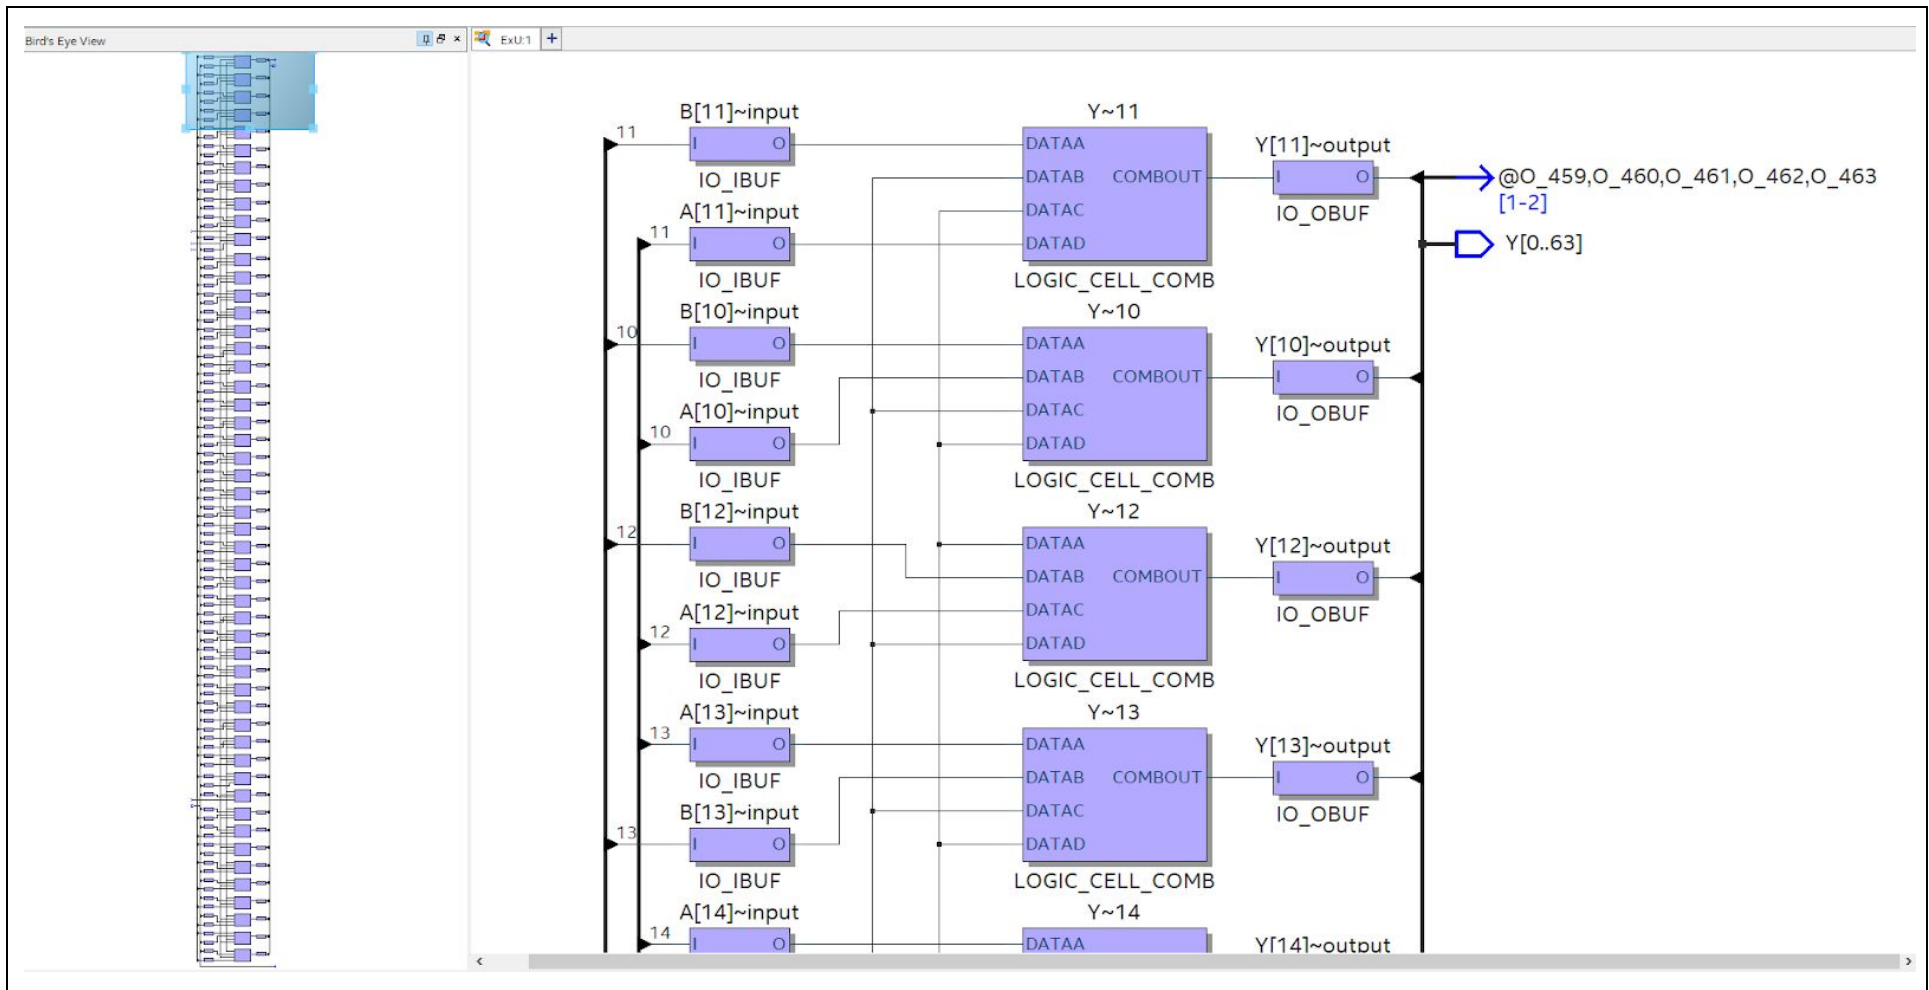 Bird's Eye View
ExU:1
B[11]~input
11
I O
IO_IBUF
A[11]~input
11
I O
IO_IBUF
Y~11
DATAA
DATAB COMBOUT
DATAC
DATAD
LOGIC_CELL_COMB
Y[11]~output
I O
IO_OBUF
@O_459,O_460,O_461,O_462,O_463
[1-2]
Y[0..63]
B[10]~input
10
I O
IO_IBUF
A[10]~input
10
I O
IO_IBUF
Y~10
DATAA
DATAB COMBOUT
DATAC
DATAD
LOGIC_CELL_COMB
Y[10]~output
I O
IO_OBUF
B[12]~input
12
I O
IO_IBUF
A[12]~input
12
I O
IO_IBUF
Y~12
DATAA
DATAB COMBOUT
DATAC
DATAD
LOGIC_CELL_COMB
Y[12]~output
I O
IO_OBUF
A[13]~input
13
I O
IO_IBUF
B[13]~input
13
I O
IO_IBUF
Y~13
DATAA
DATAB COMBOUT
DATAC
DATAD
LOGIC_CELL_COMB
Y[13]~output
I O
IO_OBUF
A[14]~input
14
I O
Y~14
DATAA
Y[14]~output